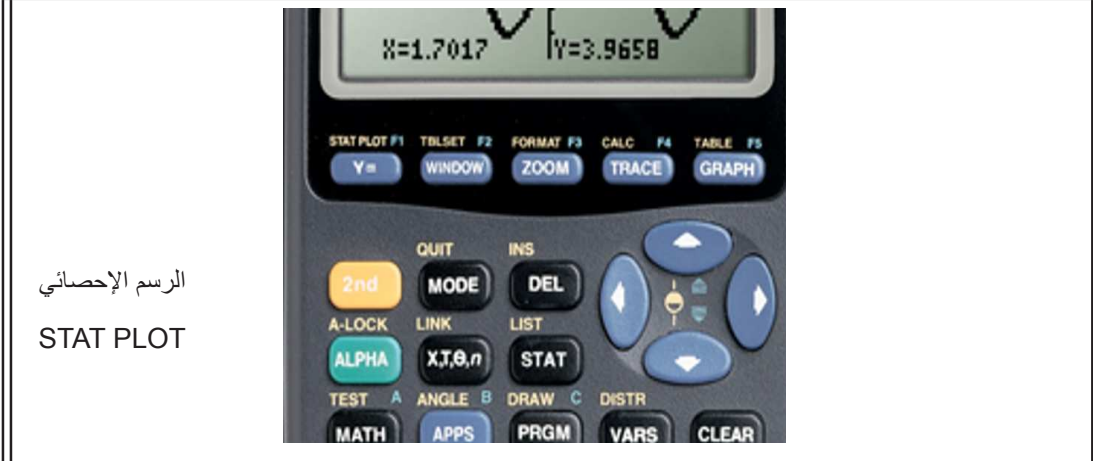 X=1.7017 Y=3.9658
STAT PLOT F1 TBLSET F2 FORMAT F3 CALC F4 TABLE F5
Y= WINDOW ZOOM TRACE GRAPH
QUIT INS
2nd MODE DEL
A-LOCK LINK LIST
ALPHA X,T,θ,n STAT
TEST A ANGLE B DRAW C DISTR
MATH APPS PRGM VARS CLEAR
الرسم الإحصائي
STAT PLOT